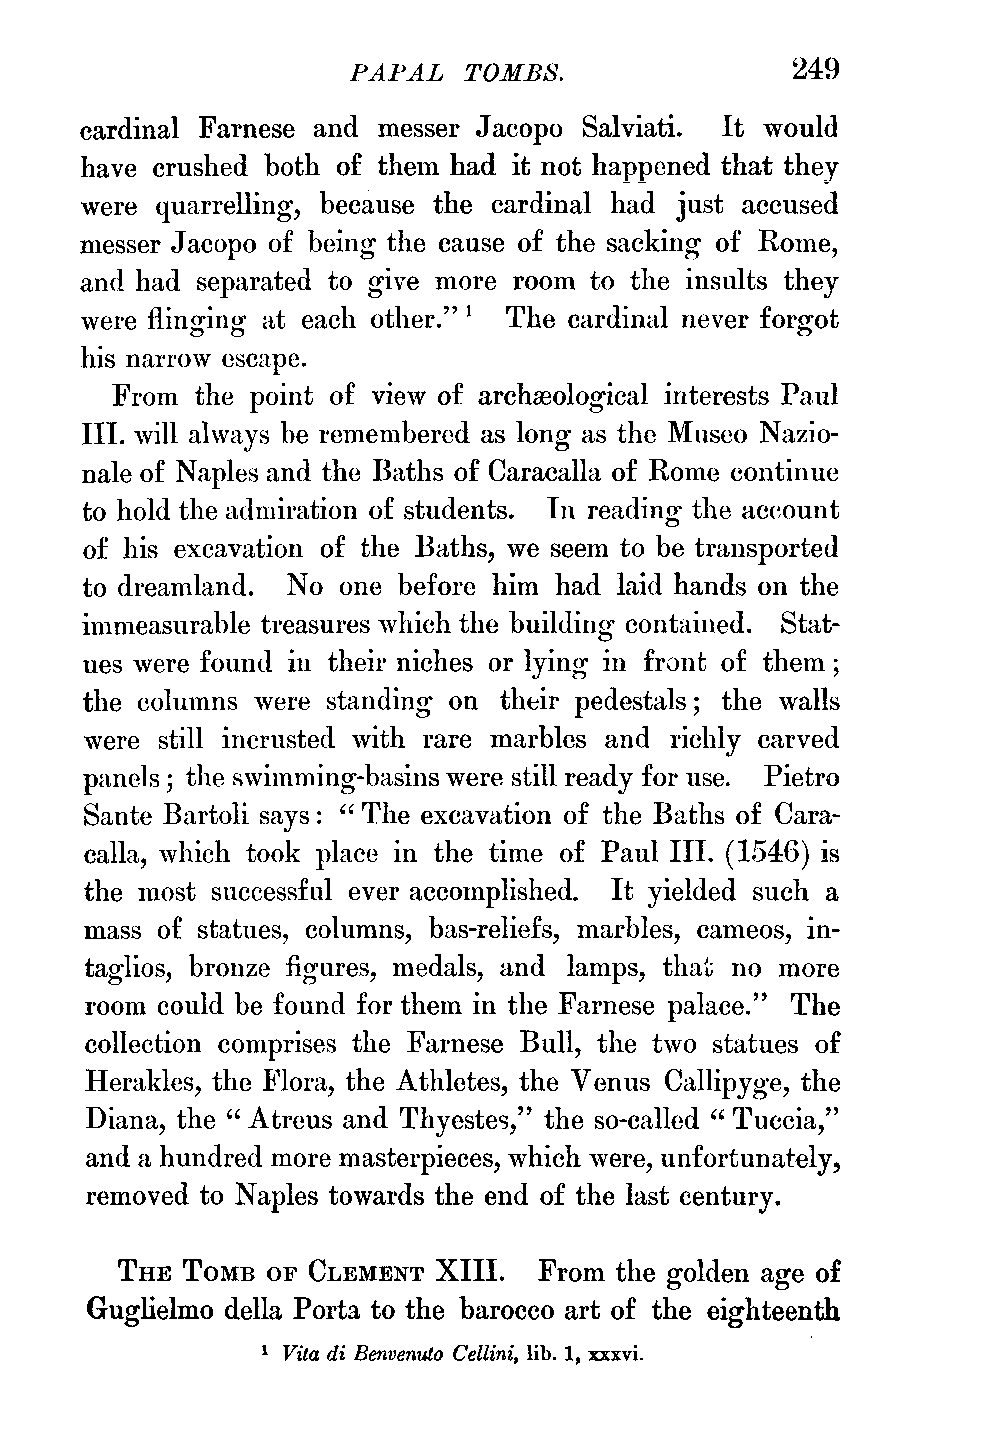 PAPAL TOMBS. 249
cardinal Farnese and messer Jacopo Salviati. It would
have crushed both of them had it not happened that they
were quarrelling, because the cardinal had just accused
messer Jacopo of being the cause of the sacking of Rome,
and had separated to give more room to the insults they
were flinging at each other.” ¹ The cardinal never forgot
his narrow escape.
From the point of view of archæological interests Paul
III. will always be remembered as long as the Museo Nazio-
nale of Naples and the Baths of Caracalla of Rome continue
to hold the admiration of students. In reading the account
of his excavation of the Baths, we seem to be transported
to dreamland. No one before him had laid hands on the
immeasurable treasures which the building contained. Stat-
ues were found in their niches or lying in front of them;
the columns were standing on their pedestals; the walls
were still incrusted with rare marbles and richly carved
panels; the swimming-basins were still ready for use. Pietro
Sante Bartoli says: “The excavation of the Baths of Cara-
calla, which took place in the time of Paul III. (1546) is
the most successful ever accomplished. It yielded such a
mass of statues, columns, bas-reliefs, marbles, cameos, in-
taglios, bronze figures, medals, and lamps, that no more
room could be found for them in the Farnese palace.” The
collection comprises the Farnese Bull, the two statues of
Herakles, the Flora, the Athletes, the Venus Callipyge, the
Diana, the “Atreus and Thyestes,” the so-called “Tuccia,”
and a hundred more masterpieces, which were, unfortunately,
removed to Naples towards the end of the last century.
THE TOMB OF CLEMENT XIII. From the golden age of
Guglielmo della Porta to the barocco art of the eighteenth
¹ Vita di Benvenuto Cellini, lib. 1, xxxvi.